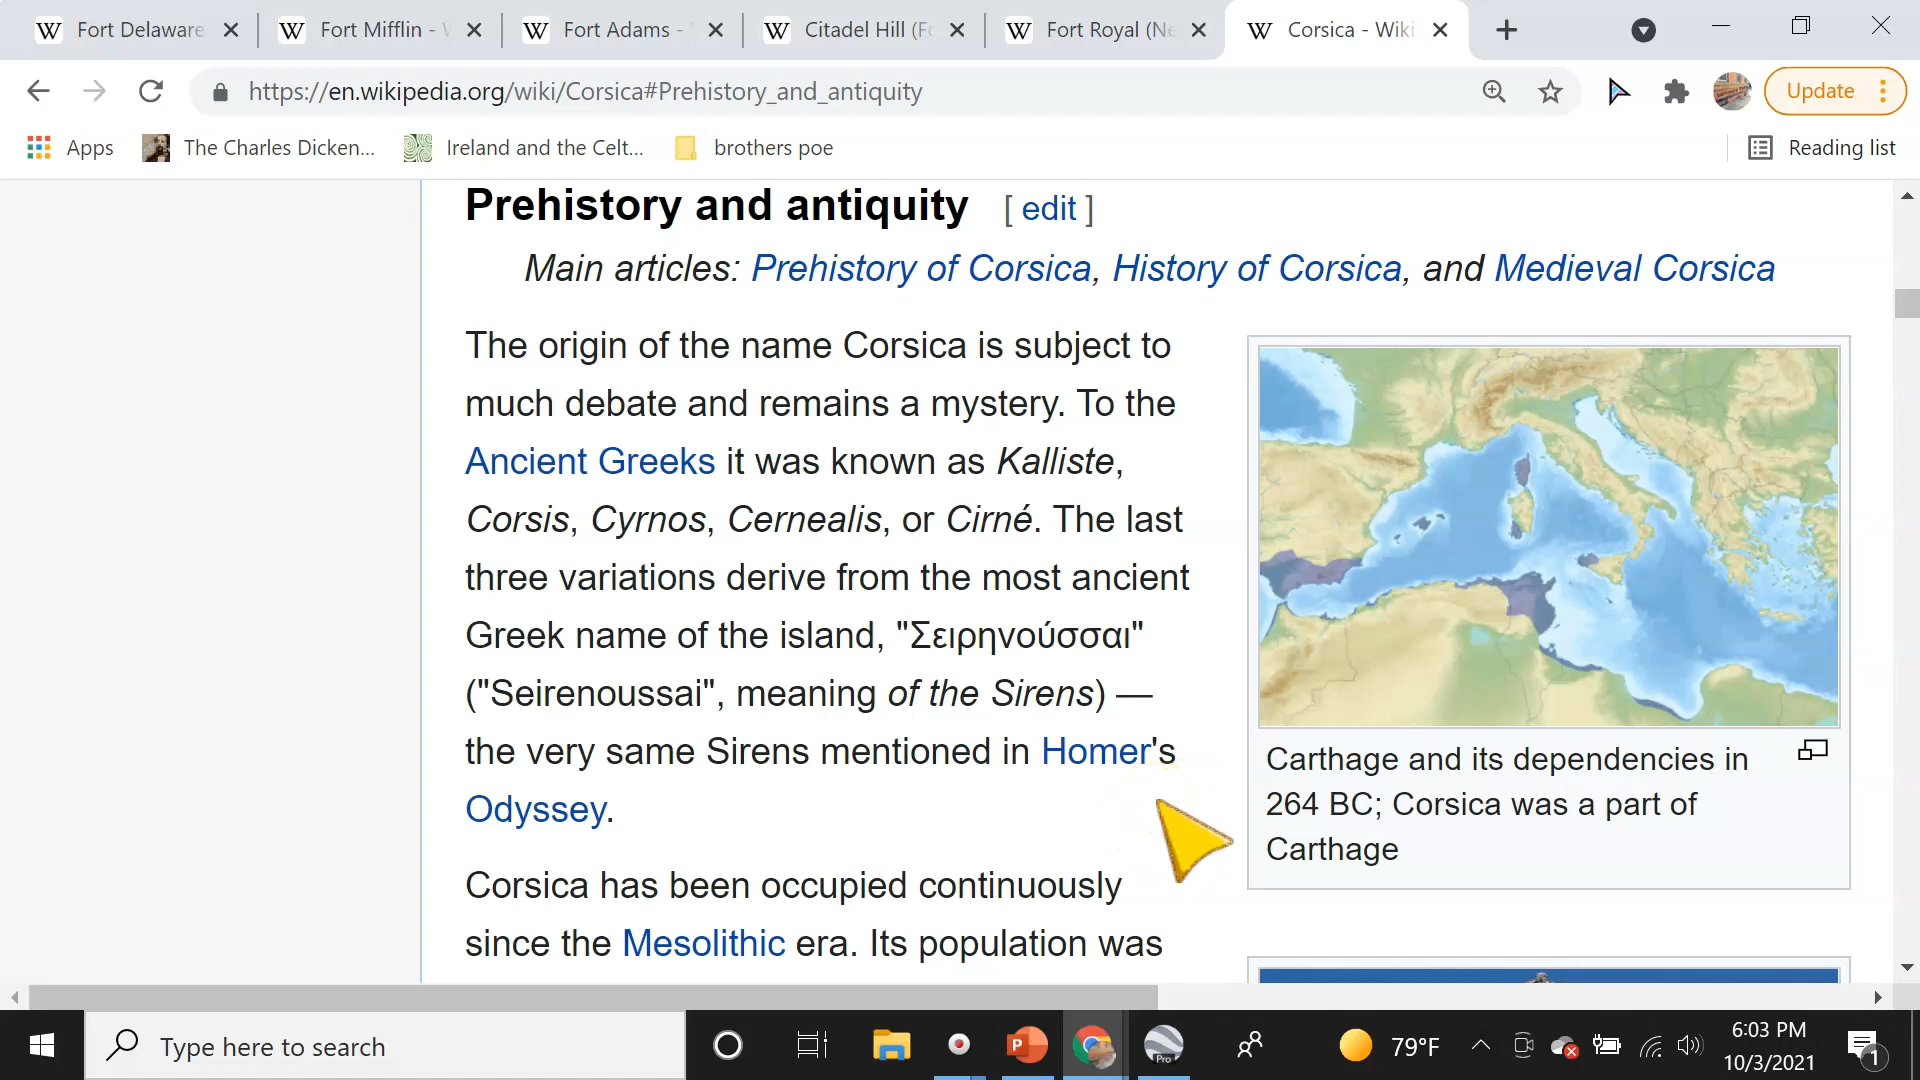 Fort Delaware
Fort Mifflin - W
Fort Adams -
Citadel Hill (Fo
Fort Royal (Ne
Corsica - Wiki
https://en.wikipedia.org/wiki/Corsica#Prehistory_and_antiquity
Update
Apps
The Charles Dicken...
Ireland and the Celt...
brothers poe
Reading list
Prehistory and antiquity [ edit ]
Main articles: Prehistory of Corsica, History of Corsica, and Medieval Corsica
The origin of the name Corsica is subject to
much debate and remains a mystery. To the
Ancient Greeks it was known as Kalliste,
Corsis, Cyrnos, Cernealis, or Cirné. The last
three variations derive from the most ancient
Greek name of the island, "Σειρηνούσσαι"
("Seirenoussai", meaning of the Sirens) —
the very same Sirens mentioned in Homer's
Odyssey.
Corsica has been occupied continuously
since the Mesolithic era. Its population was
Carthage and its dependencies in
264 BC; Corsica was a part of
Carthage
Type here to search
P
Pro
79°F
6:03 PM
10/3/2021
1